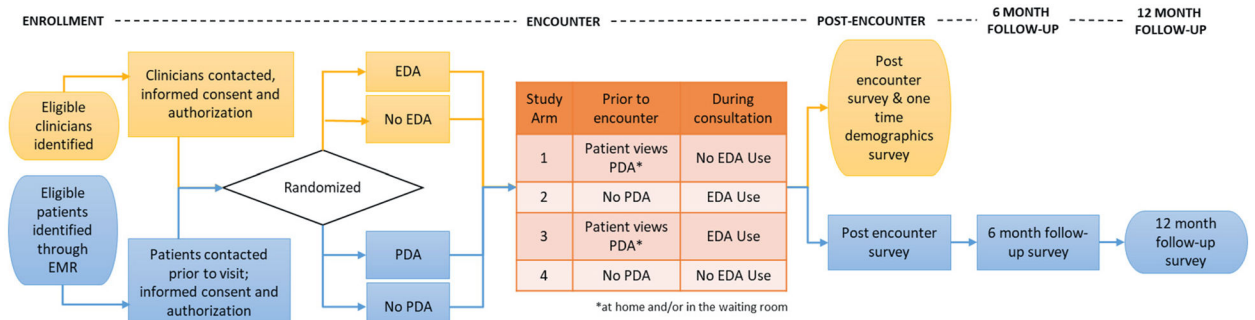 ENROLLMENT
ENCOUNTER
POST-ENCOUNTER
6 MONTH
FOLLOW-UP
12 MONTH
FOLLOW-UP
Eligible
clinicians
identified
Clinicians contacted,
informed consent and
authorization
Eligible
patients
identified
through
EMR
Patients contacted
prior to visit;
informed consent and
authorization
Randomized
EDA
No EDA
PDA
No PDA
Study
Arm
Prior to
encounter
During
consultation
1
Patient views
PDA*
No EDA Use
2
No PDA
EDA Use
3
Patient views
PDA*
EDA Use
4
No PDA
No EDA Use
*at home and/or in the waiting room
Post
encounter
survey & one
time
demographics
survey
Post encounter
survey
6 month follow-
up survey
12 month
follow-up
survey